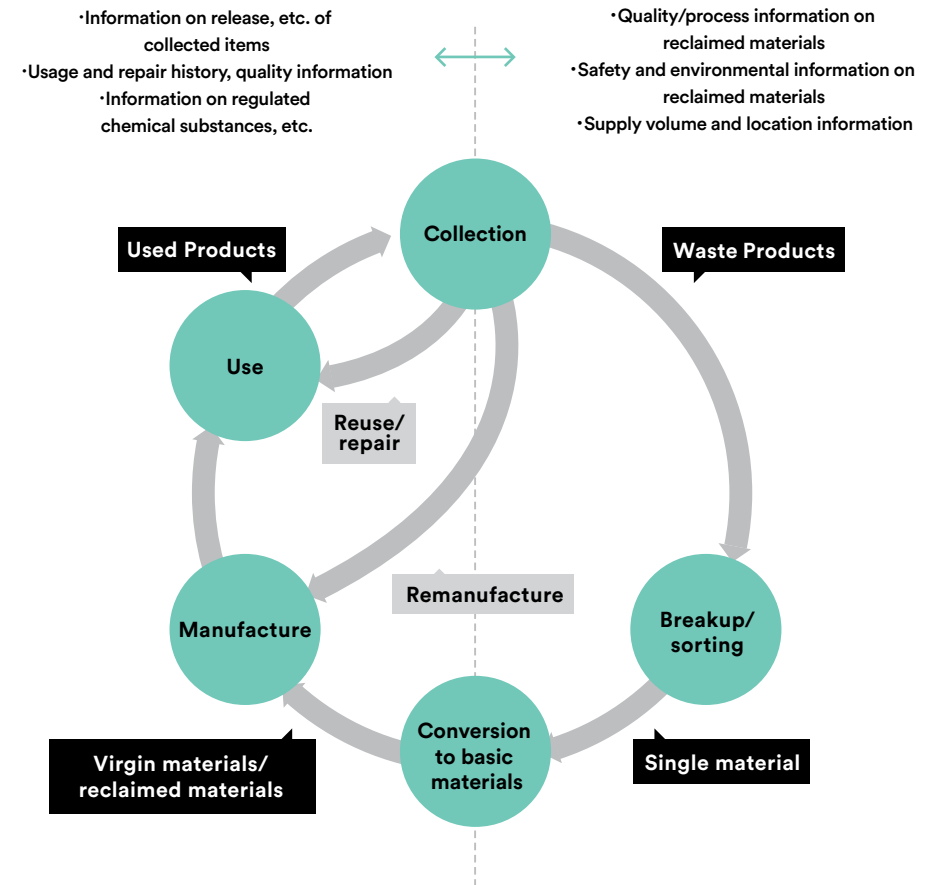 ·Information on release, etc. of
collected items
·Usage and repair history, quality information
·Information on regulated
chemical substances, etc.
·Quality/process information on
reclaimed materials
·Safety and environmental information on
reclaimed materials
·Supply volume and location information
Collection
Used Products
Waste Products
Use
Reuse/
repair
Remanufacture
Manufacture
Breakup/
sorting
Conversion
to basic
materials
Virgin materials/
reclaimed materials
Single material